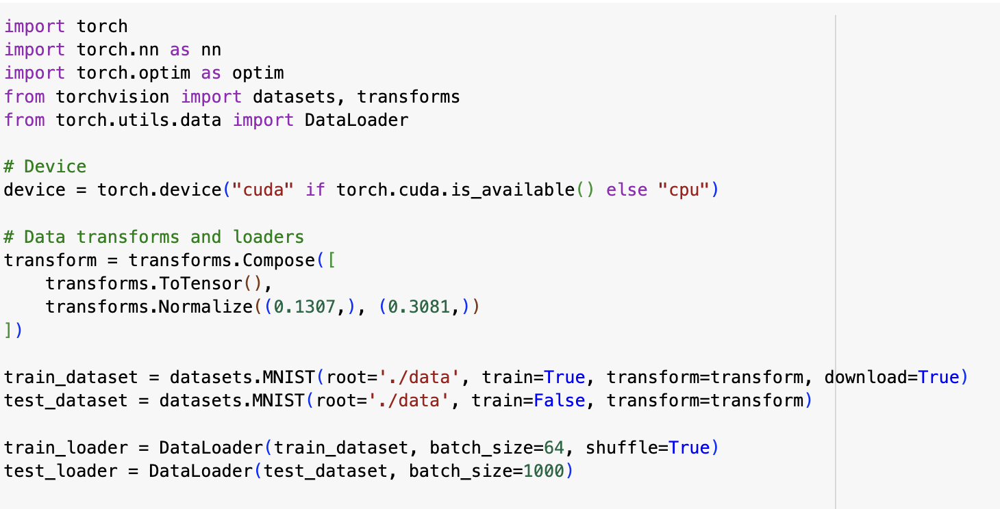 import torch
import torch.nn as nn
import torch.optim as optim
from torchvision import datasets, transforms
from torch.utils.data import DataLoader
# Device
device = torch.device("cuda" if torch.cuda.is_available() else "cpu")
# Data transforms and loaders
transform = transforms.Compose([
    transforms.ToTensor(),
    transforms.Normalize((0.1307,), (0.3081,))
])
train_dataset = datasets.MNIST(root='./data', train=True, transform=transform, download=True)
test_dataset = datasets.MNIST(root='./data', train=False, transform=transform)
train_loader = DataLoader(train_dataset, batch_size=64, shuffle=True)
test_loader = DataLoader(test_dataset, batch_size=1000)